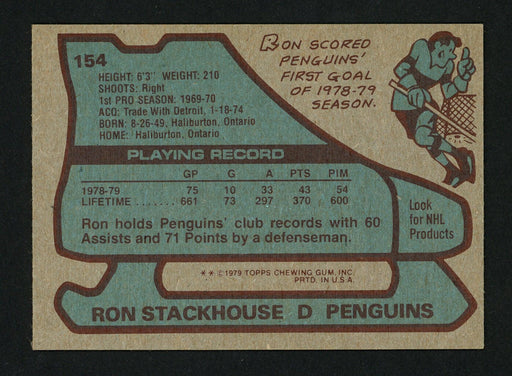 154
HEIGHT: 6'3" WEIGHT: 210
SHOOTS: Right
1st PRO SEASON: 1969-70
ACQ: Trade With Detroit, 1-18-74
BORN: 8-26-49, Haliburton, Ontario
HOME: Haliburton, Ontario
RON SCORED
PENGUINS'
FIRST GOAL
OF 1978-79
SEASON.
PLAYING RECORD
GP G A PTS PIM
1978-79 75 10 33 43 54
LIFETIME ...... 661 73 297 370 600
Ron holds Penguins' club records with 60
Assists and 71 Points by a defenseman.
Look
for NHL
Products
** © 1979 TOPPS CHEWING GUM, INC.
PRTD. IN U.S.A.
RON STACKHOUSE D PENGUINS